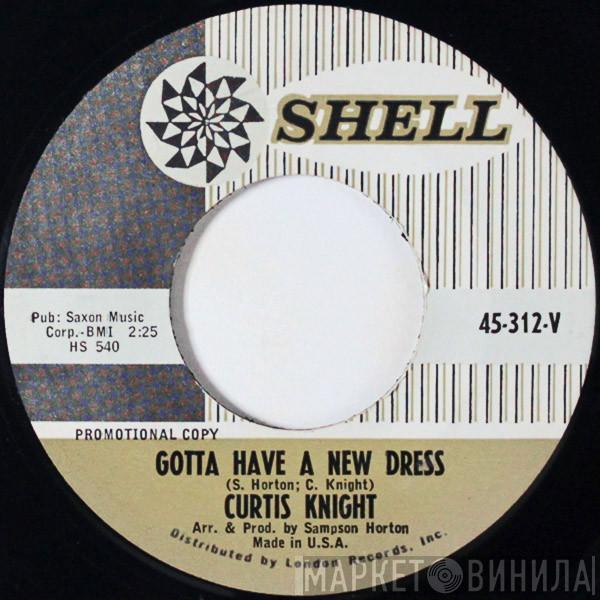 SHELL
Pub: Saxon Music
Corp.-BMI 2:25
HS 540
45-312-V
PROMOTIONAL COPY
GOTTA HAVE A NEW DRESS
(S. Horton; C. Knight)
CURTIS KNIGHT
Arr. & Prod. by Sampson Horton
Made in U.S.A.
Distributed by London Records, Inc.
МАРКЕТ ВИНИЛА